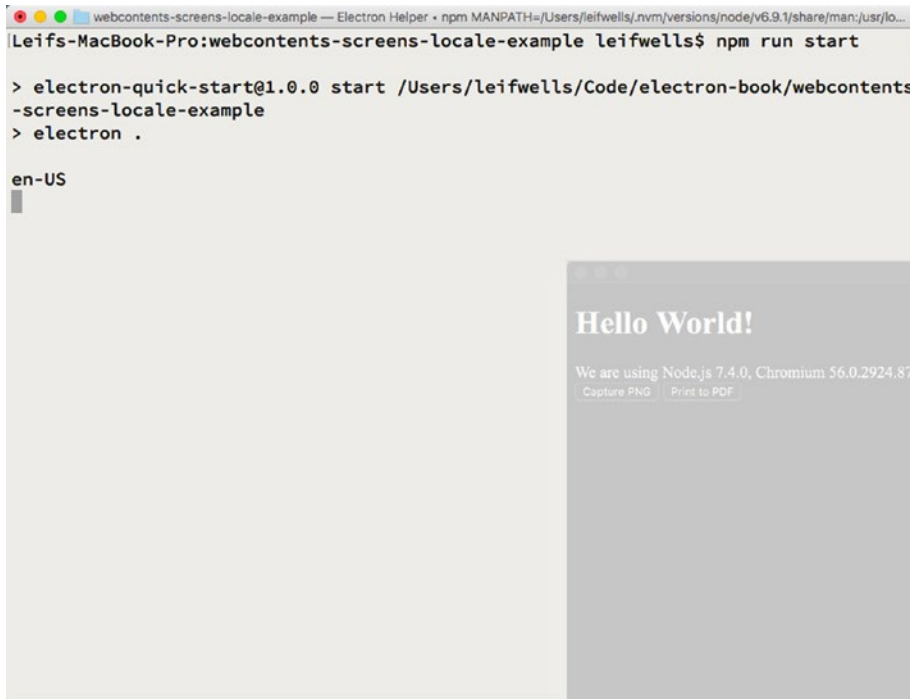 webcontents-screens-locale-example — Electron Helper • npm MANPATH=/Users/leifwells/.nvm/versions/node/v6.9.1/share/man:/usr/lo...
[Leifs-MacBook-Pro:webcontents-screens-locale-example leifwells$ npm run start
> electron-quick-start@1.0.0 start /Users/leifwells/Code/electron-book/webcontents
-screens-locale-example
> electron .
en-US
Hello World!
We are using Node.js 7.4.0, Chromium 56.0.2924.87
Capture PNG Print to PDF